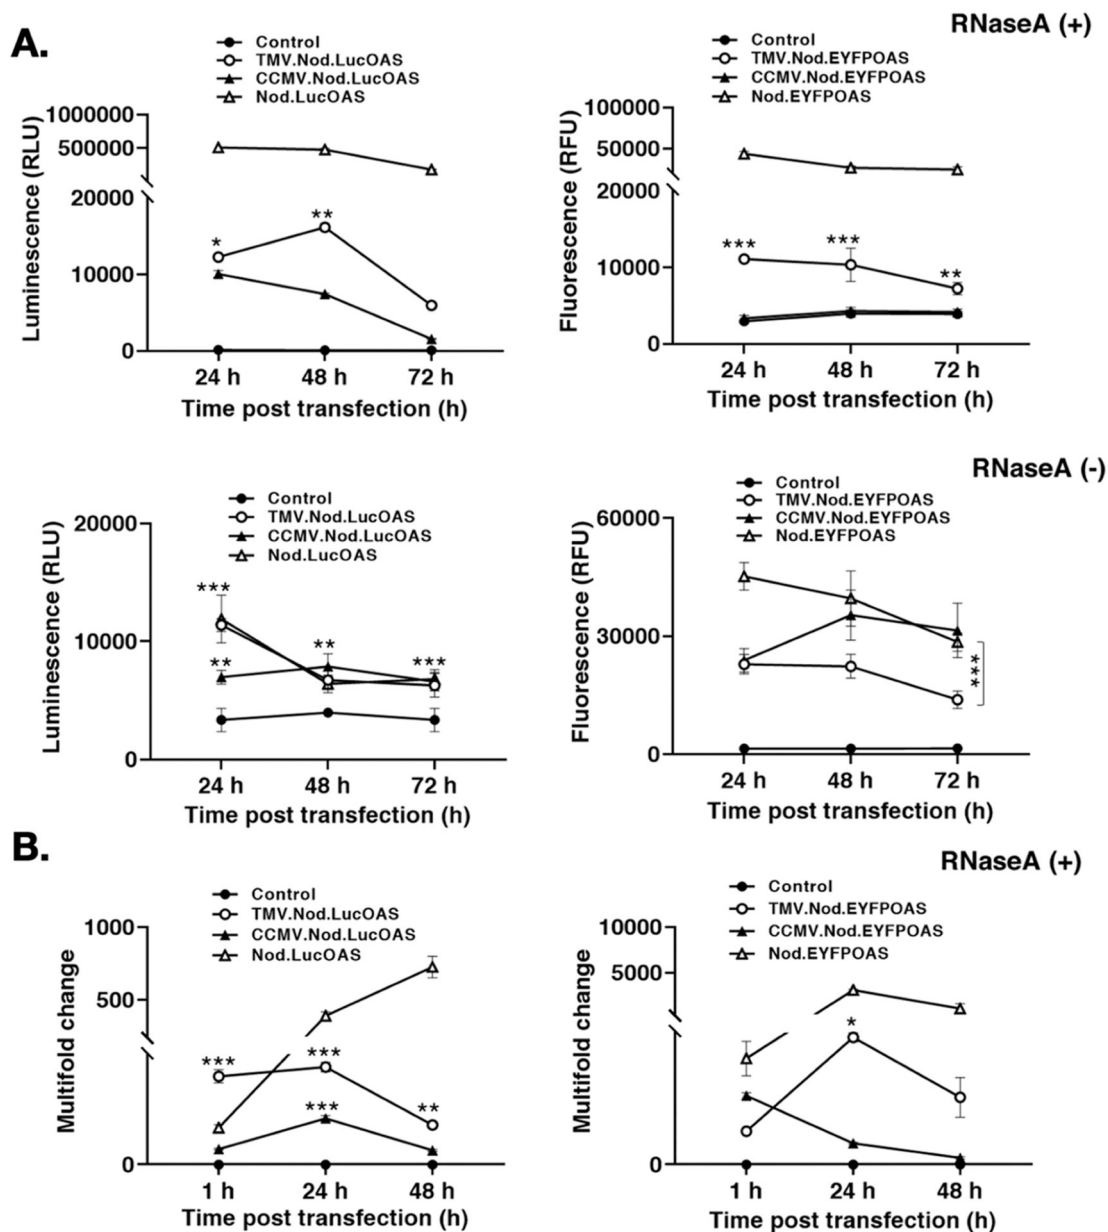 A.
RNaseA (+)
Control
TMV.Nod.LucOAS
CCMV.Nod.LucOAS
Nod.LucOAS
Luminescence (RLU)
1000000
500000
20000
10000
0
*
**
24 h 48 h 72 h
Time post transfection (h)
Control
TMV.Nod.EYFPOAS
CCMV.Nod.EYFPOAS
Nod.EYFPOAS
Fluorescence (RFU)
100000
50000
20000
10000
0
***
***
**
24 h 48 h 72 h
Time post transfection (h)
RNaseA (-)
Control
TMV.Nod.LucOAS
CCMV.Nod.LucOAS
Nod.LucOAS
Luminescence (RLU)
20000
10000
0
***
**
**
***
24 h 48 h 72 h
Time post transfection (h)
Control
TMV.Nod.EYFPOAS
CCMV.Nod.EYFPOAS
Nod.EYFPOAS
Fluorescence (RFU)
60000
30000
0
***
24 h 48 h 72 h
Time post transfection (h)
B.
RNaseA (+)
Control
TMV.Nod.LucOAS
CCMV.Nod.LucOAS
Nod.LucOAS
Multifold change
1000
500
0
***
***
***
**
1 h 24 h 48 h
Time post transfection (h)
Control
TMV.Nod.EYFPOAS
CCMV.Nod.EYFPOAS
Nod.EYFPOAS
Multifold change
10000
5000
0
*
1 h 24 h 48 h
Time post transfection (h)